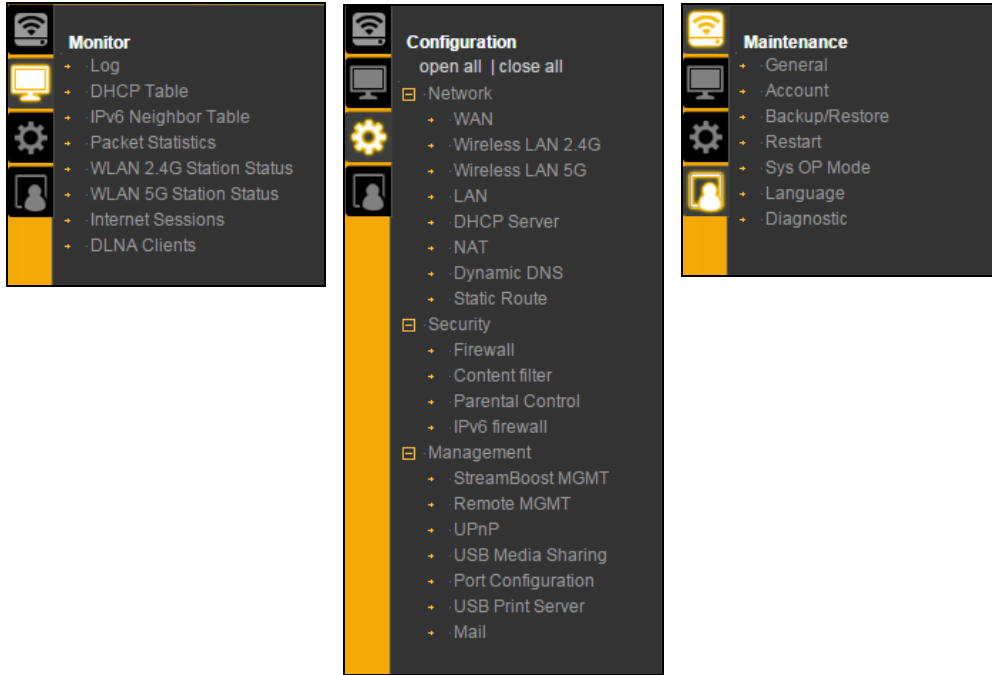 Monitor
Log
DHCP Table
IPv6 Neighbor Table
Packet Statistics
WLAN 2.4G Station Status
WLAN 5G Station Status
Internet Sessions
DLNA Clients
Configuration
open all | close all
Network
WAN
Wireless LAN 2.4G
Wireless LAN 5G
LAN
DHCP Server
NAT
Dynamic DNS
Static Route
Security
Firewall
Content filter
Parental Control
IPv6 firewall
Management
StreamBoost MGMT
Remote MGMT
UPnP
USB Media Sharing
Port Configuration
USB Print Server
Mail
Maintenance
General
Account
Backup/Restore
Restart
Sys OP Mode
Language
Diagnostic